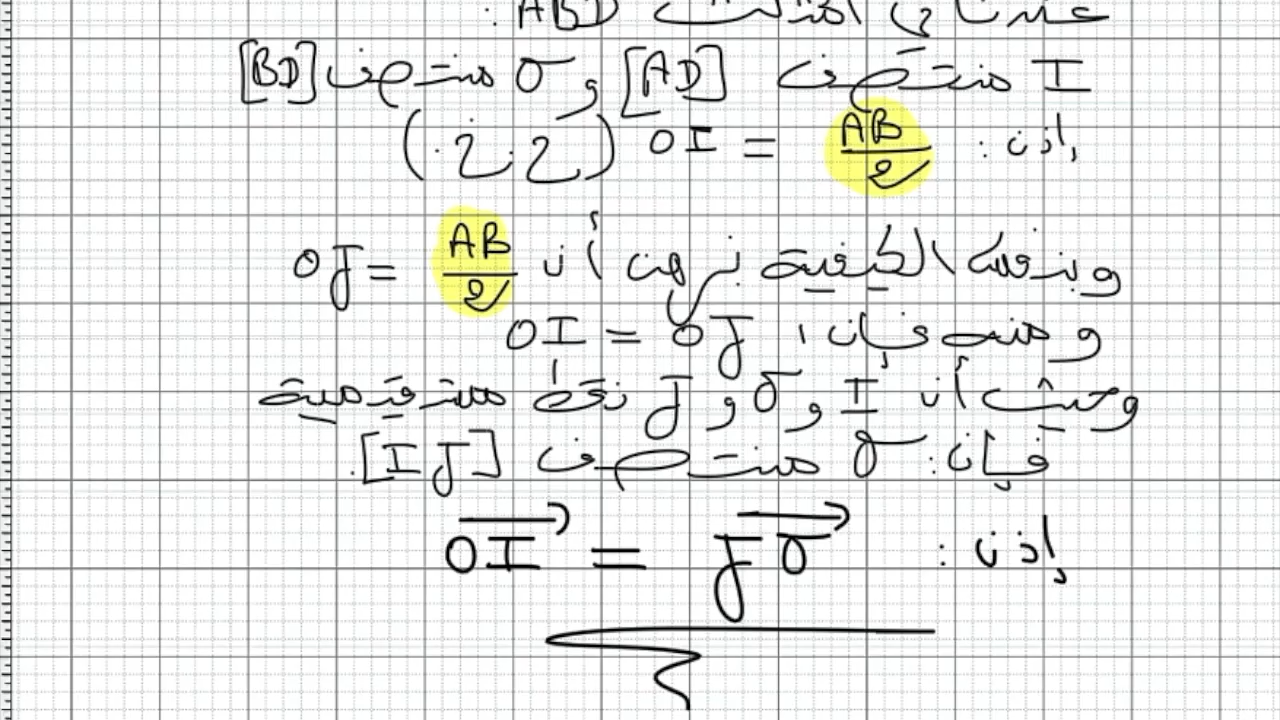 عندنا في المثلث ABD :
I منتصف [AD] و O منتصف [BD]
إذن : OI = AB/2 (خ.خ.)
وبنفس الكيفية نبرهن أن OJ = AB/2
ومنه فإن : OI = OJ
وحيث أن I و O و J نقط مستقيمية
فإن : O منتصف [IJ].
إذن : OI⃗ = JO⃗